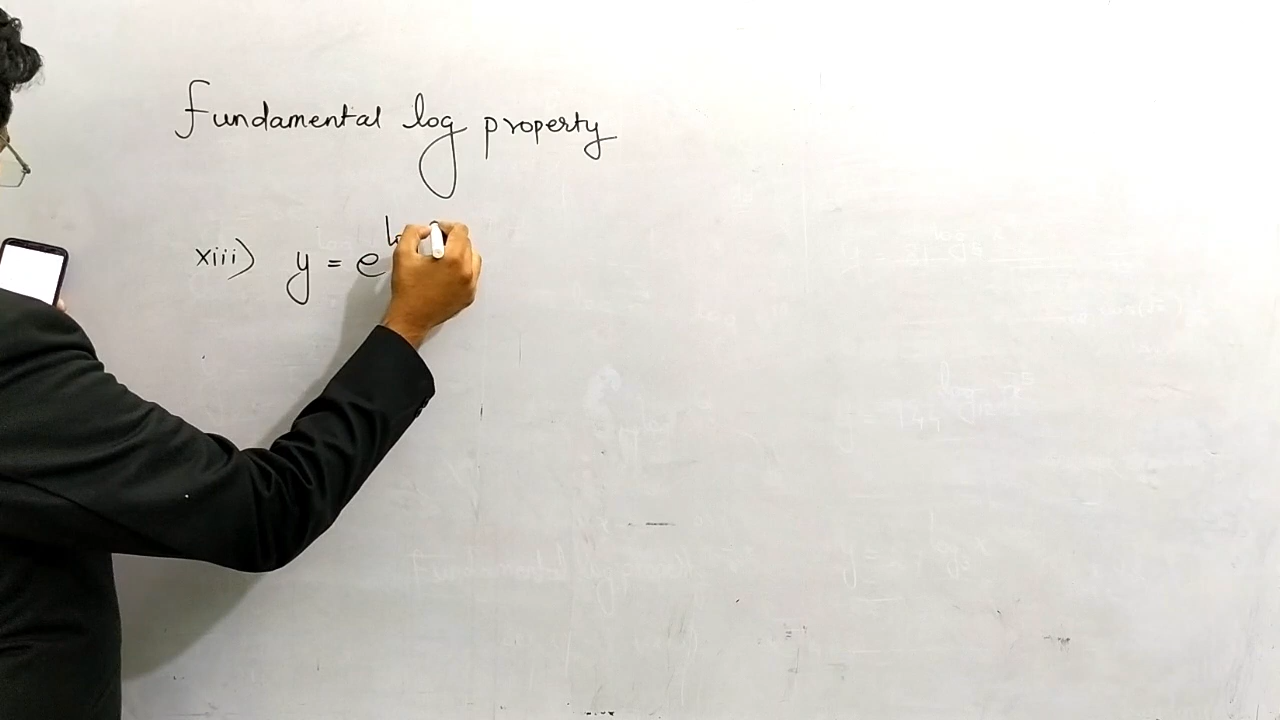 Fundamental log property
xiii) y = e